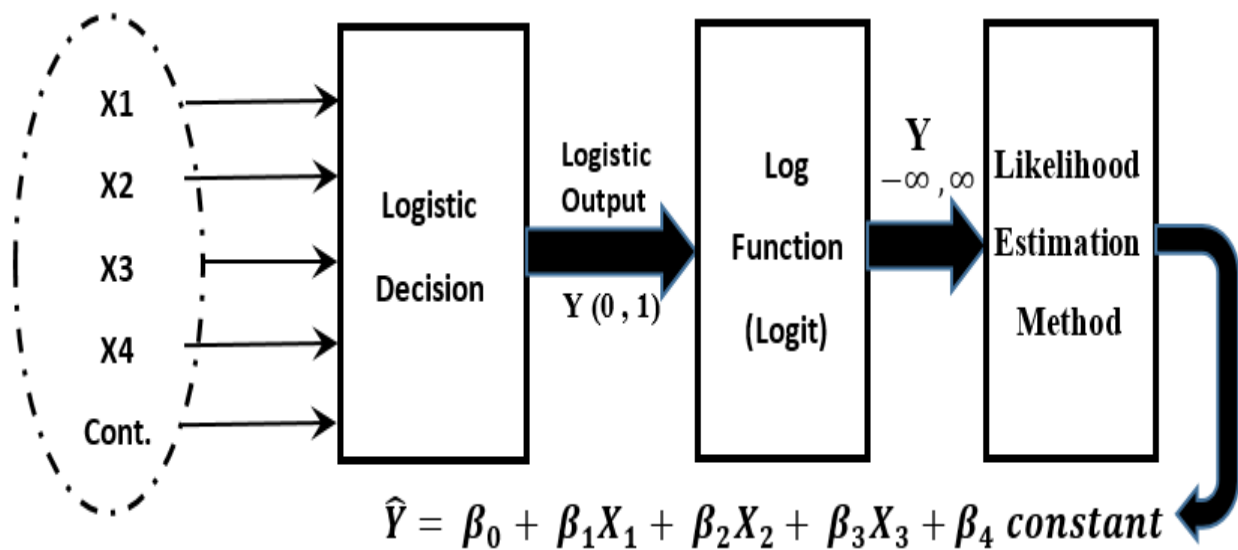 X1
X2
X3
X4
Cont.
Logistic
Decision
Logistic
Output
Y (0 , 1)
Log
Function
(Logit)
Y
−∞ , ∞
Likelihood
Estimation
Method
Ŷ = β₀ + β₁X₁ + β₂X₂ + β₃X₃ + β₄ constant